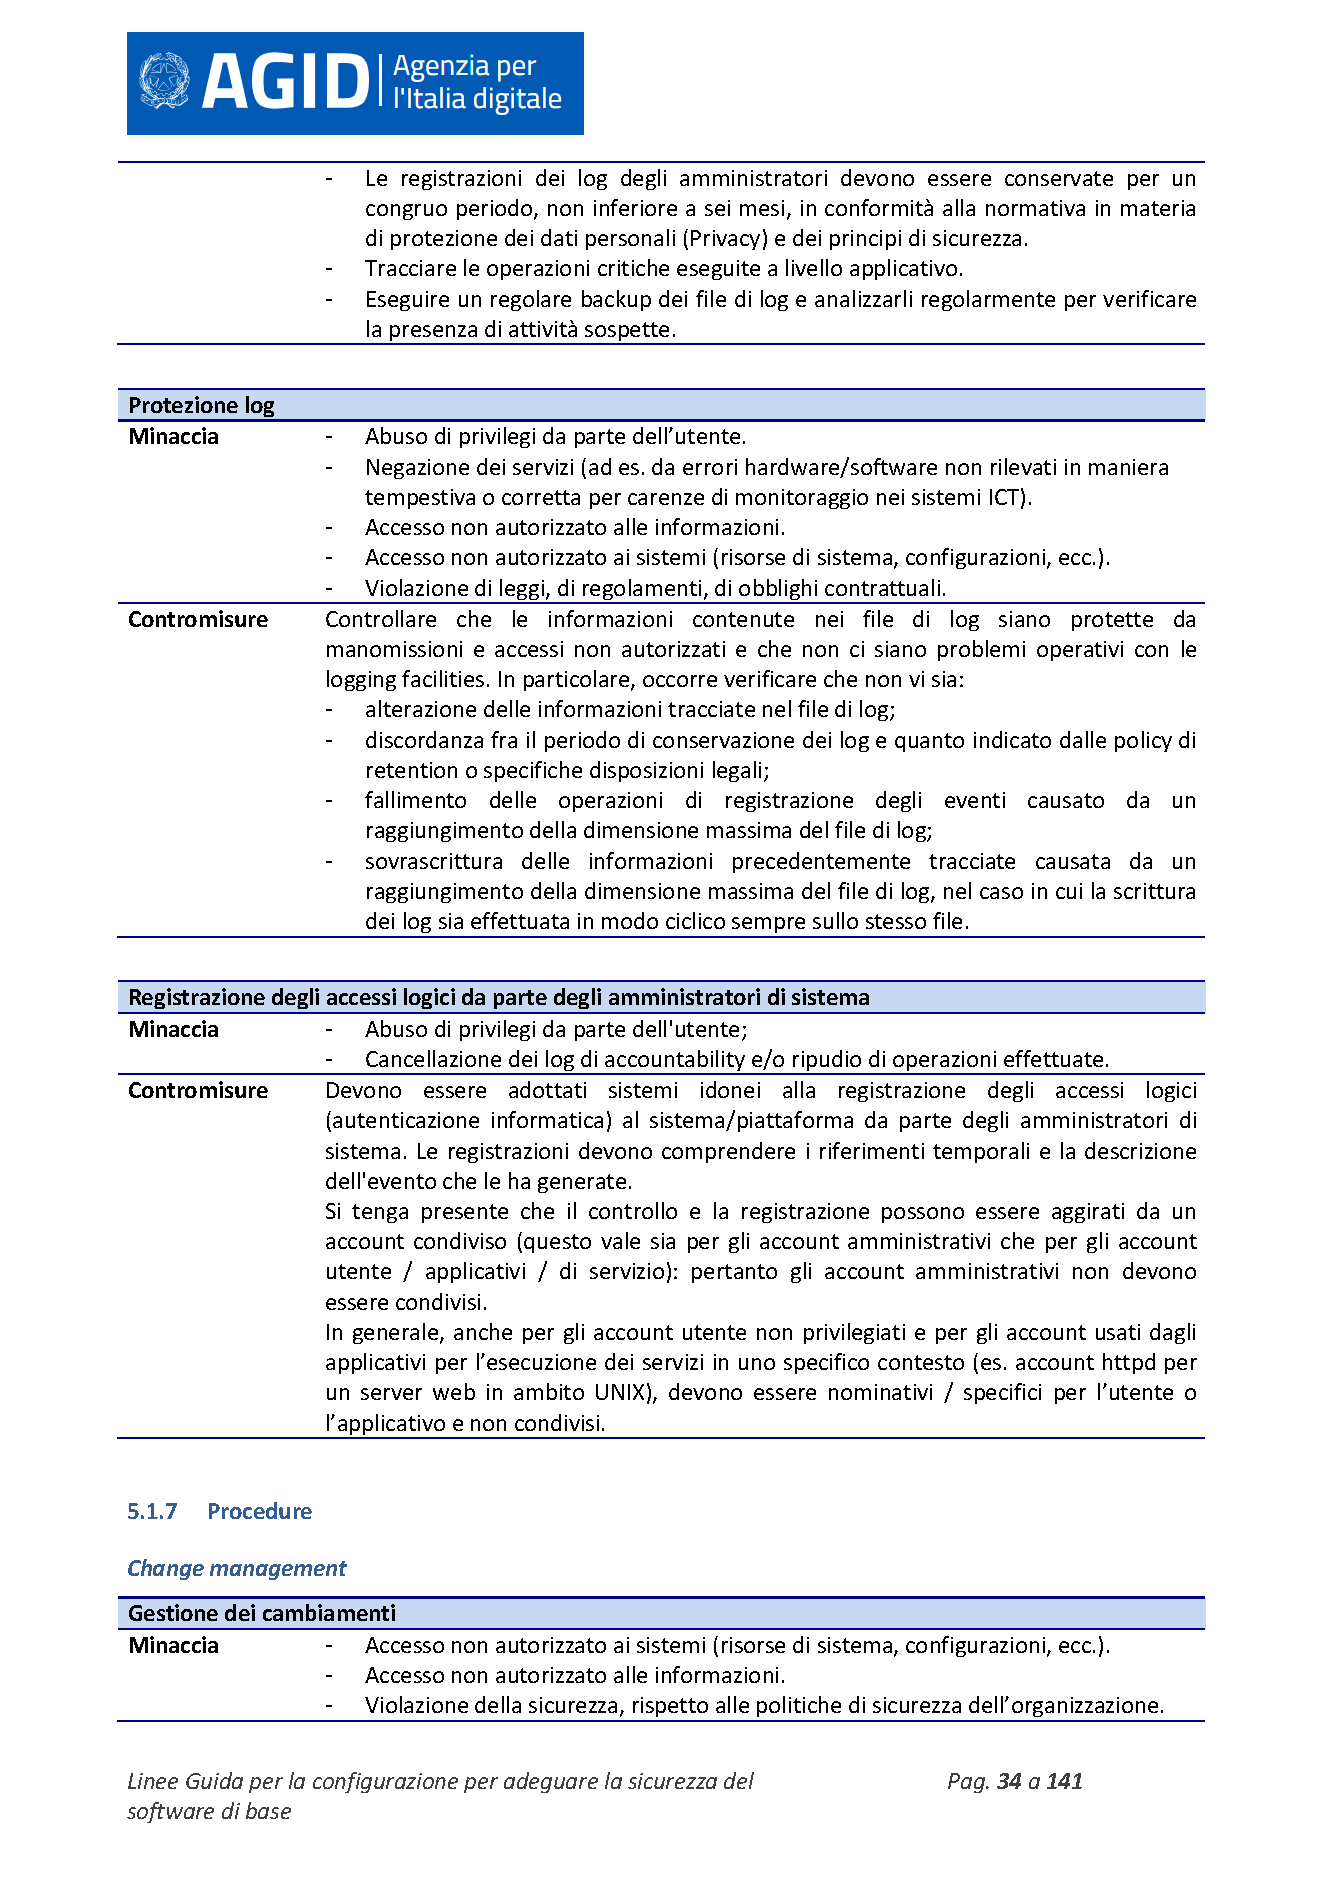 AGID Agenzia per
l'Italia digitale
- Le registrazioni dei log degli amministratori devono essere conservate per un
congruo periodo, non inferiore a sei mesi, in conformità alla normativa in materia
di protezione dei dati personali (Privacy) e dei principi di sicurezza.
- Tracciare le operazioni critiche eseguite a livello applicativo.
- Eseguire un regolare backup dei file di log e analizzarli regolarmente per verificare
la presenza di attività sospette.
Protezione log
Minaccia - Abuso di privilegi da parte dell’utente.
- Negazione dei servizi (ad es. da errori hardware/software non rilevati in maniera
tempestiva o corretta per carenze di monitoraggio nei sistemi ICT).
- Accesso non autorizzato alle informazioni.
- Accesso non autorizzato ai sistemi (risorse di sistema, configurazioni, ecc.).
- Violazione di leggi, di regolamenti, di obblighi contrattuali.
Contromisure Controllare che le informazioni contenute nei file di log siano protette da
manomissioni e accessi non autorizzati e che non ci siano problemi operativi con le
logging facilities. In particolare, occorre verificare che non vi sia:
- alterazione delle informazioni tracciate nel file di log;
- discordanza fra il periodo di conservazione dei log e quanto indicato dalle policy di
retention o specifiche disposizioni legali;
- fallimento delle operazioni di registrazione degli eventi causato da un
raggiungimento della dimensione massima del file di log;
- sovrascrittura delle informazioni precedentemente tracciate causata da un
raggiungimento della dimensione massima del file di log, nel caso in cui la scrittura
dei log sia effettuata in modo ciclico sempre sullo stesso file.
Registrazione degli accessi logici da parte degli amministratori di sistema
Minaccia - Abuso di privilegi da parte dell'utente;
- Cancellazione dei log di accountability e/o ripudio di operazioni effettuate.
Contromisure Devono essere adottati sistemi idonei alla registrazione degli accessi logici
(autenticazione informatica) al sistema/piattaforma da parte degli amministratori di
sistema. Le registrazioni devono comprendere i riferimenti temporali e la descrizione
dell'evento che le ha generate.
Si tenga presente che il controllo e la registrazione possono essere aggirati da un
account condiviso (questo vale sia per gli account amministrativi che per gli account
utente / applicativi / di servizio): pertanto gli account amministrativi non devono
essere condivisi.
In generale, anche per gli account utente non privilegiati e per gli account usati dagli
applicativi per l’esecuzione dei servizi in uno specifico contesto (es. account httpd per
un server web in ambito UNIX), devono essere nominativi / specifici per l’utente o
l’applicativo e non condivisi.
5.1.7 Procedure
Change management
Gestione dei cambiamenti
Minaccia - Accesso non autorizzato ai sistemi (risorse di sistema, configurazioni, ecc.).
- Accesso non autorizzato alle informazioni.
- Violazione della sicurezza, rispetto alle politiche di sicurezza dell’organizzazione.
Linee Guida per la configurazione per adeguare la sicurezza del Pag. 34 a 141
software di base